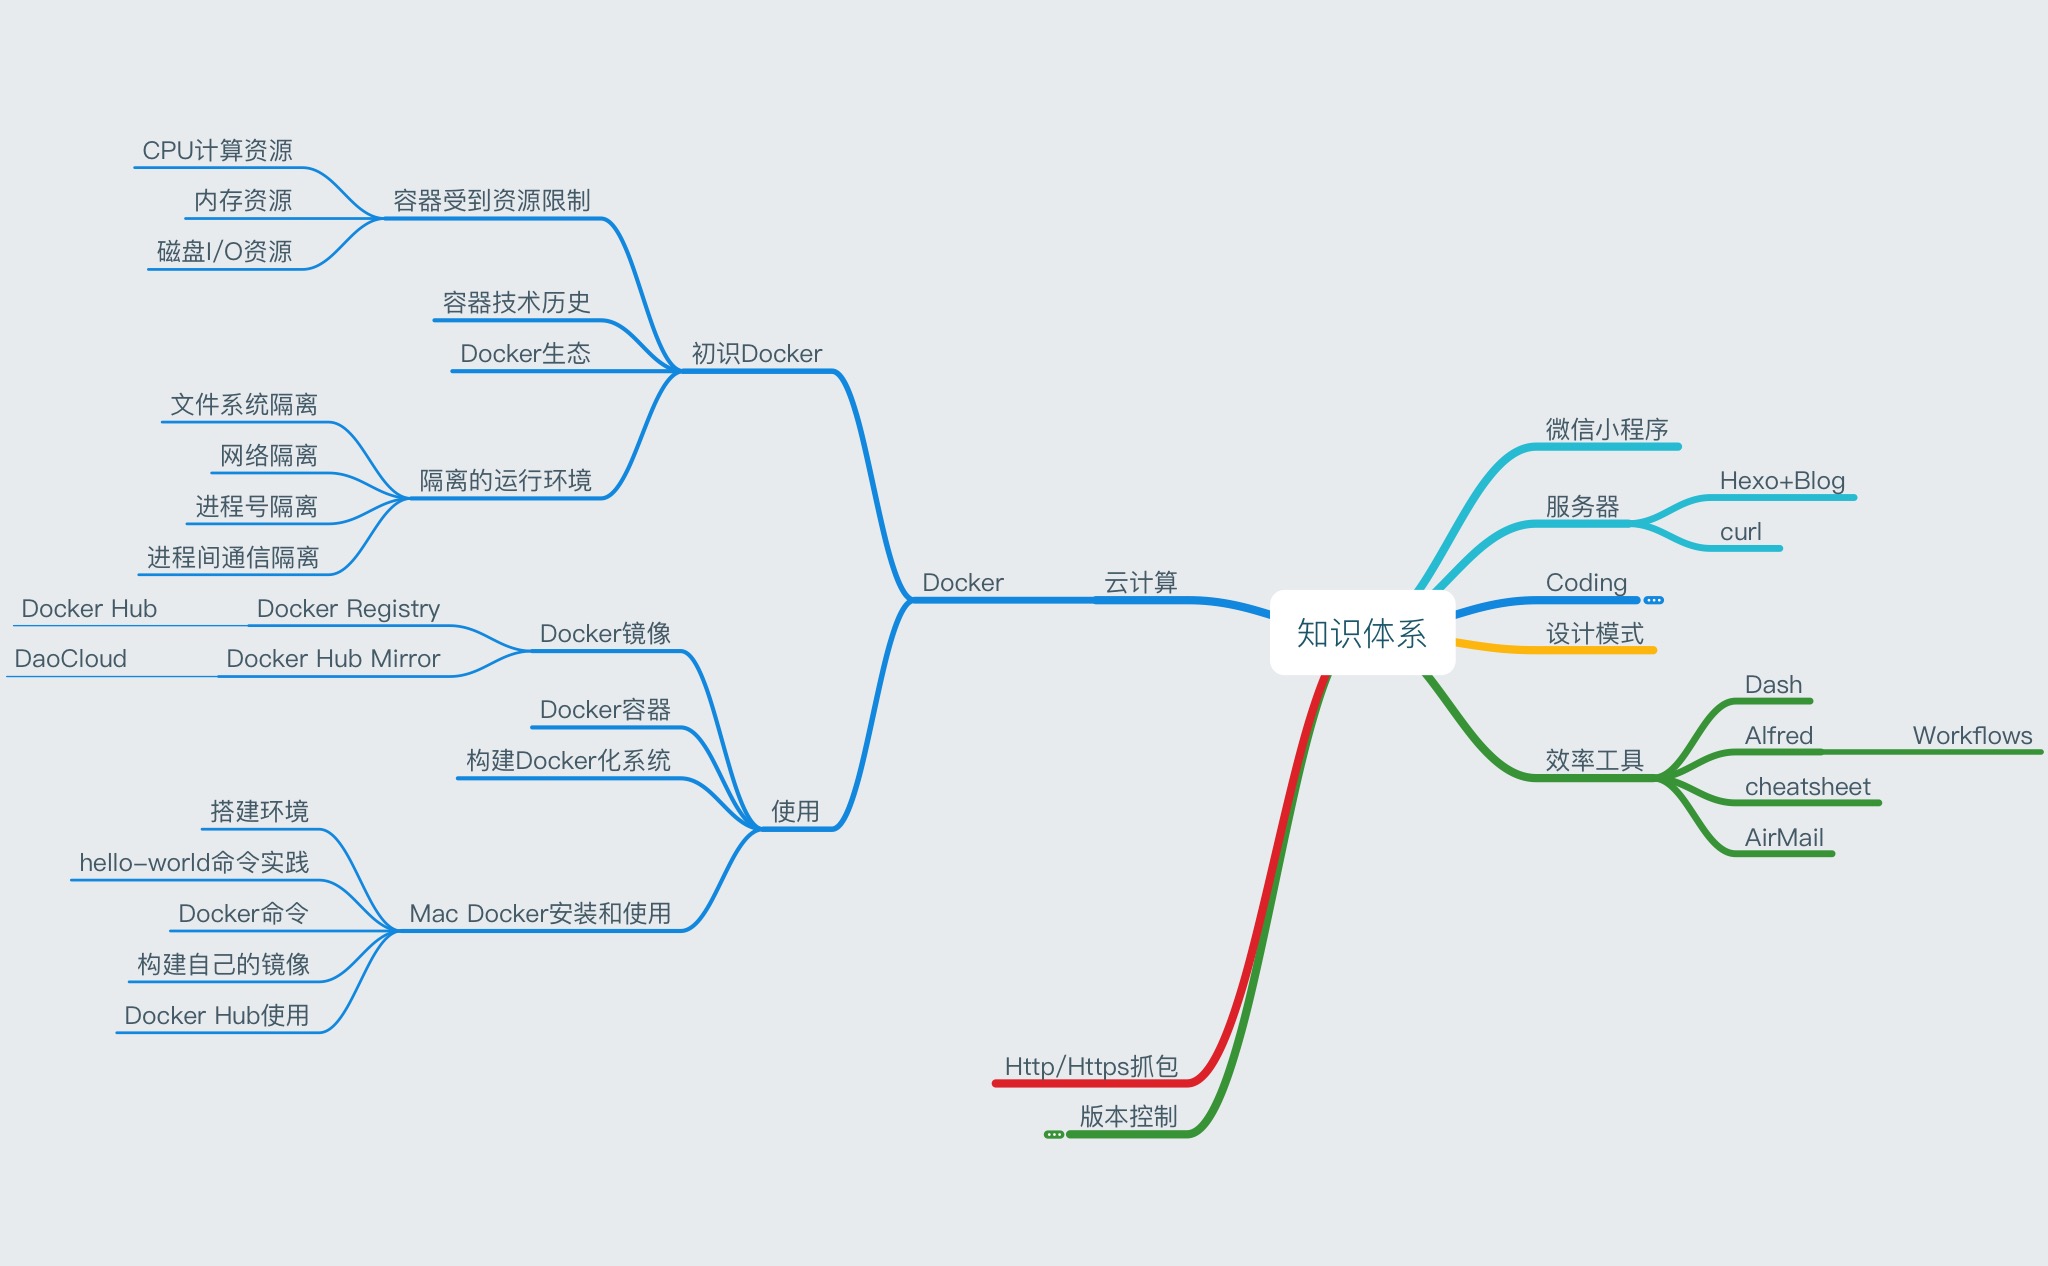 知识体系
微信小程序
服务器
Hexo+Blog
curl
Coding
设计模式
效率工具
Dash
Alfred
Workflows
cheatsheet
AirMail
云计算
Docker
初识Docker
容器受到资源限制
CPU计算资源
内存资源
磁盘I/O资源
容器技术历史
Docker生态
隔离的运行环境
文件系统隔离
网络隔离
进程号隔离
进程间通信隔离
使用
Docker镜像
Docker Registry
Docker Hub
Docker Hub Mirror
DaoCloud
Docker容器
构建Docker化系统
Mac Docker安装和使用
搭建环境
hello-world命令实践
Docker命令
构建自己的镜像
Docker Hub使用
Http/Https抓包
版本控制